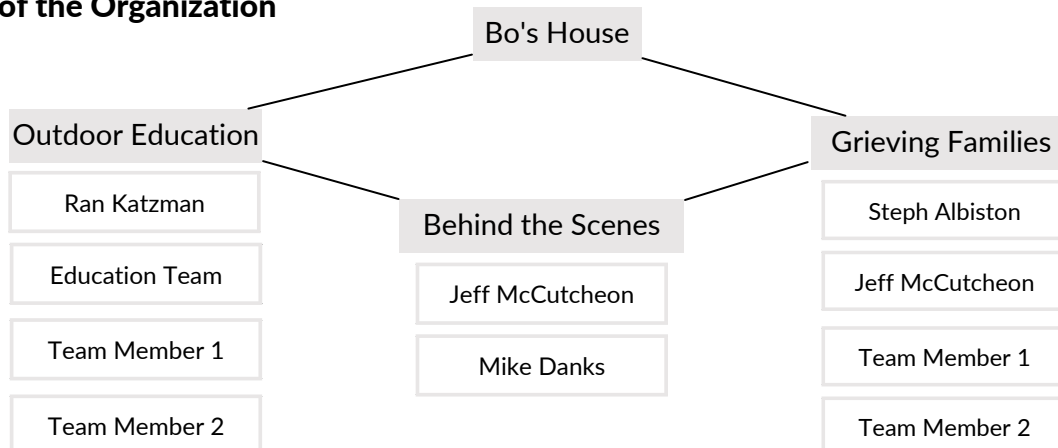 of the Organization
Bo's House
Outdoor Education
Ran Katzman
Education Team
Team Member 1
Team Member 2
Behind the Scenes
Jeff McCutcheon
Mike Danks
Grieving Families
Steph Albiston
Jeff McCutcheon
Team Member 1
Team Member 2